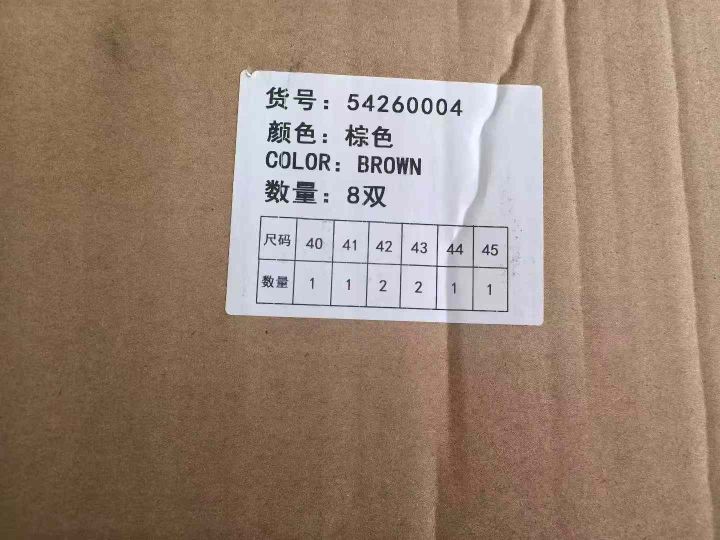 货号：54260004
颜色：棕色
COLOR：BROWN
数量：8双
尺码 40 41 42 43 44 45
数量 1 1 2 2 1 1